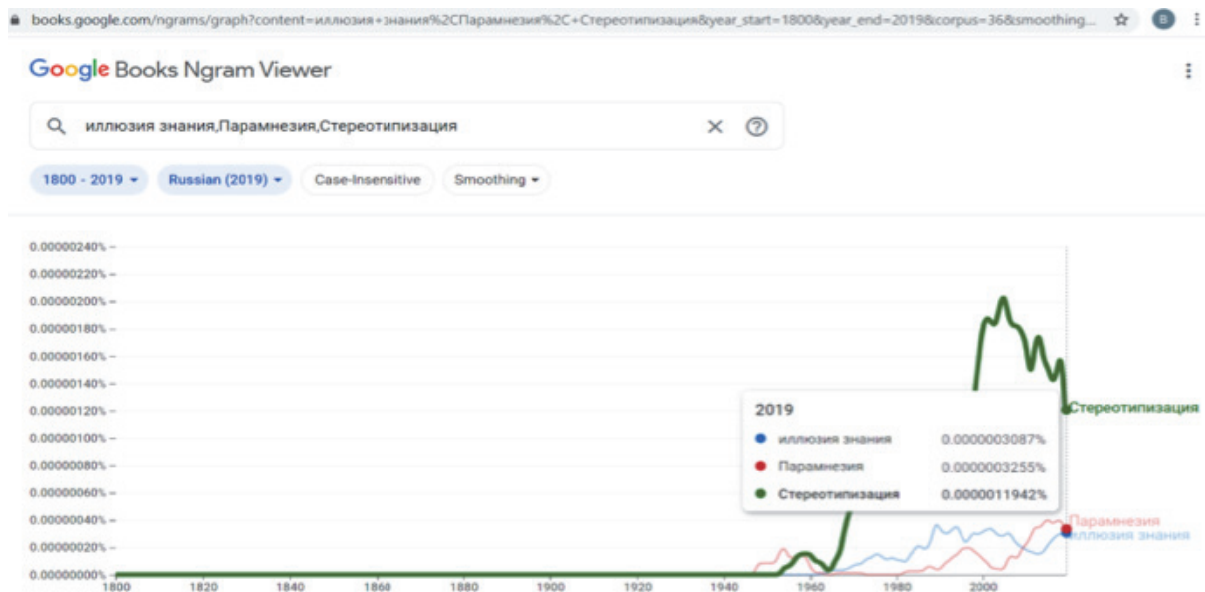 books.google.com/ngrams/graph?content=иллюзия+знания%2CПарамнезия%2C+Стереотипизация&year_start=1800&year_end=2019&corpus=36&smoothing...
B
Google Books Ngram Viewer
иллюзия знания,Парамнезия,Стереотипизация
1800 - 2019 Russian (2019) Case-Insensitive Smoothing
0.00000240%
0.00000220%
0.00000200%
0.00000180%
0.00000160%
0.00000140%
0.00000120%
0.00000100%
0.00000080%
0.00000060%
0.00000040%
0.00000020%
0.00000000%
2019
иллюзия знания 0.0000003087%
Парамнезия 0.0000003255%
Стереотипизация 0.0000011942%
Стереотипизация
Парамнезия
иллюзия знания
1800 1820 1840 1860 1880 1900 1920 1940 1960 1980 2000